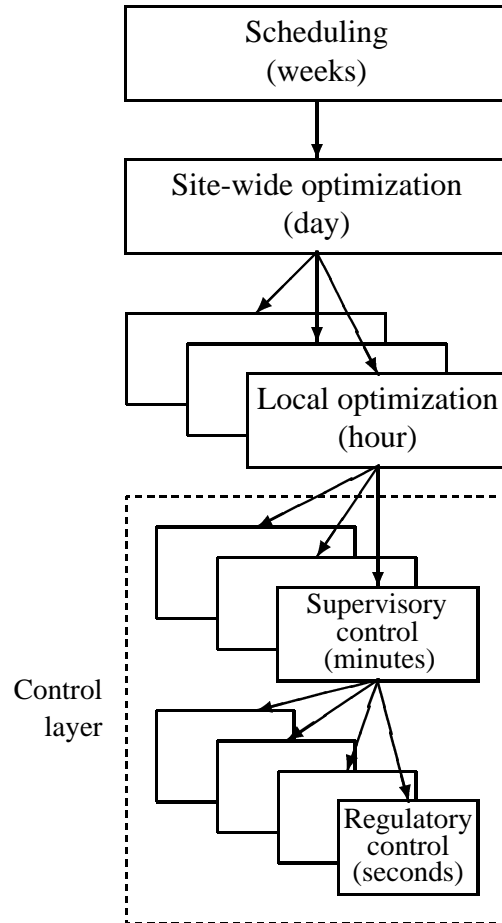 Scheduling
(weeks)
Site-wide optimization
(day)
Local optimization
(hour)
Supervisory
control
(minutes)
Control
layer
Regulatory
control
(seconds)